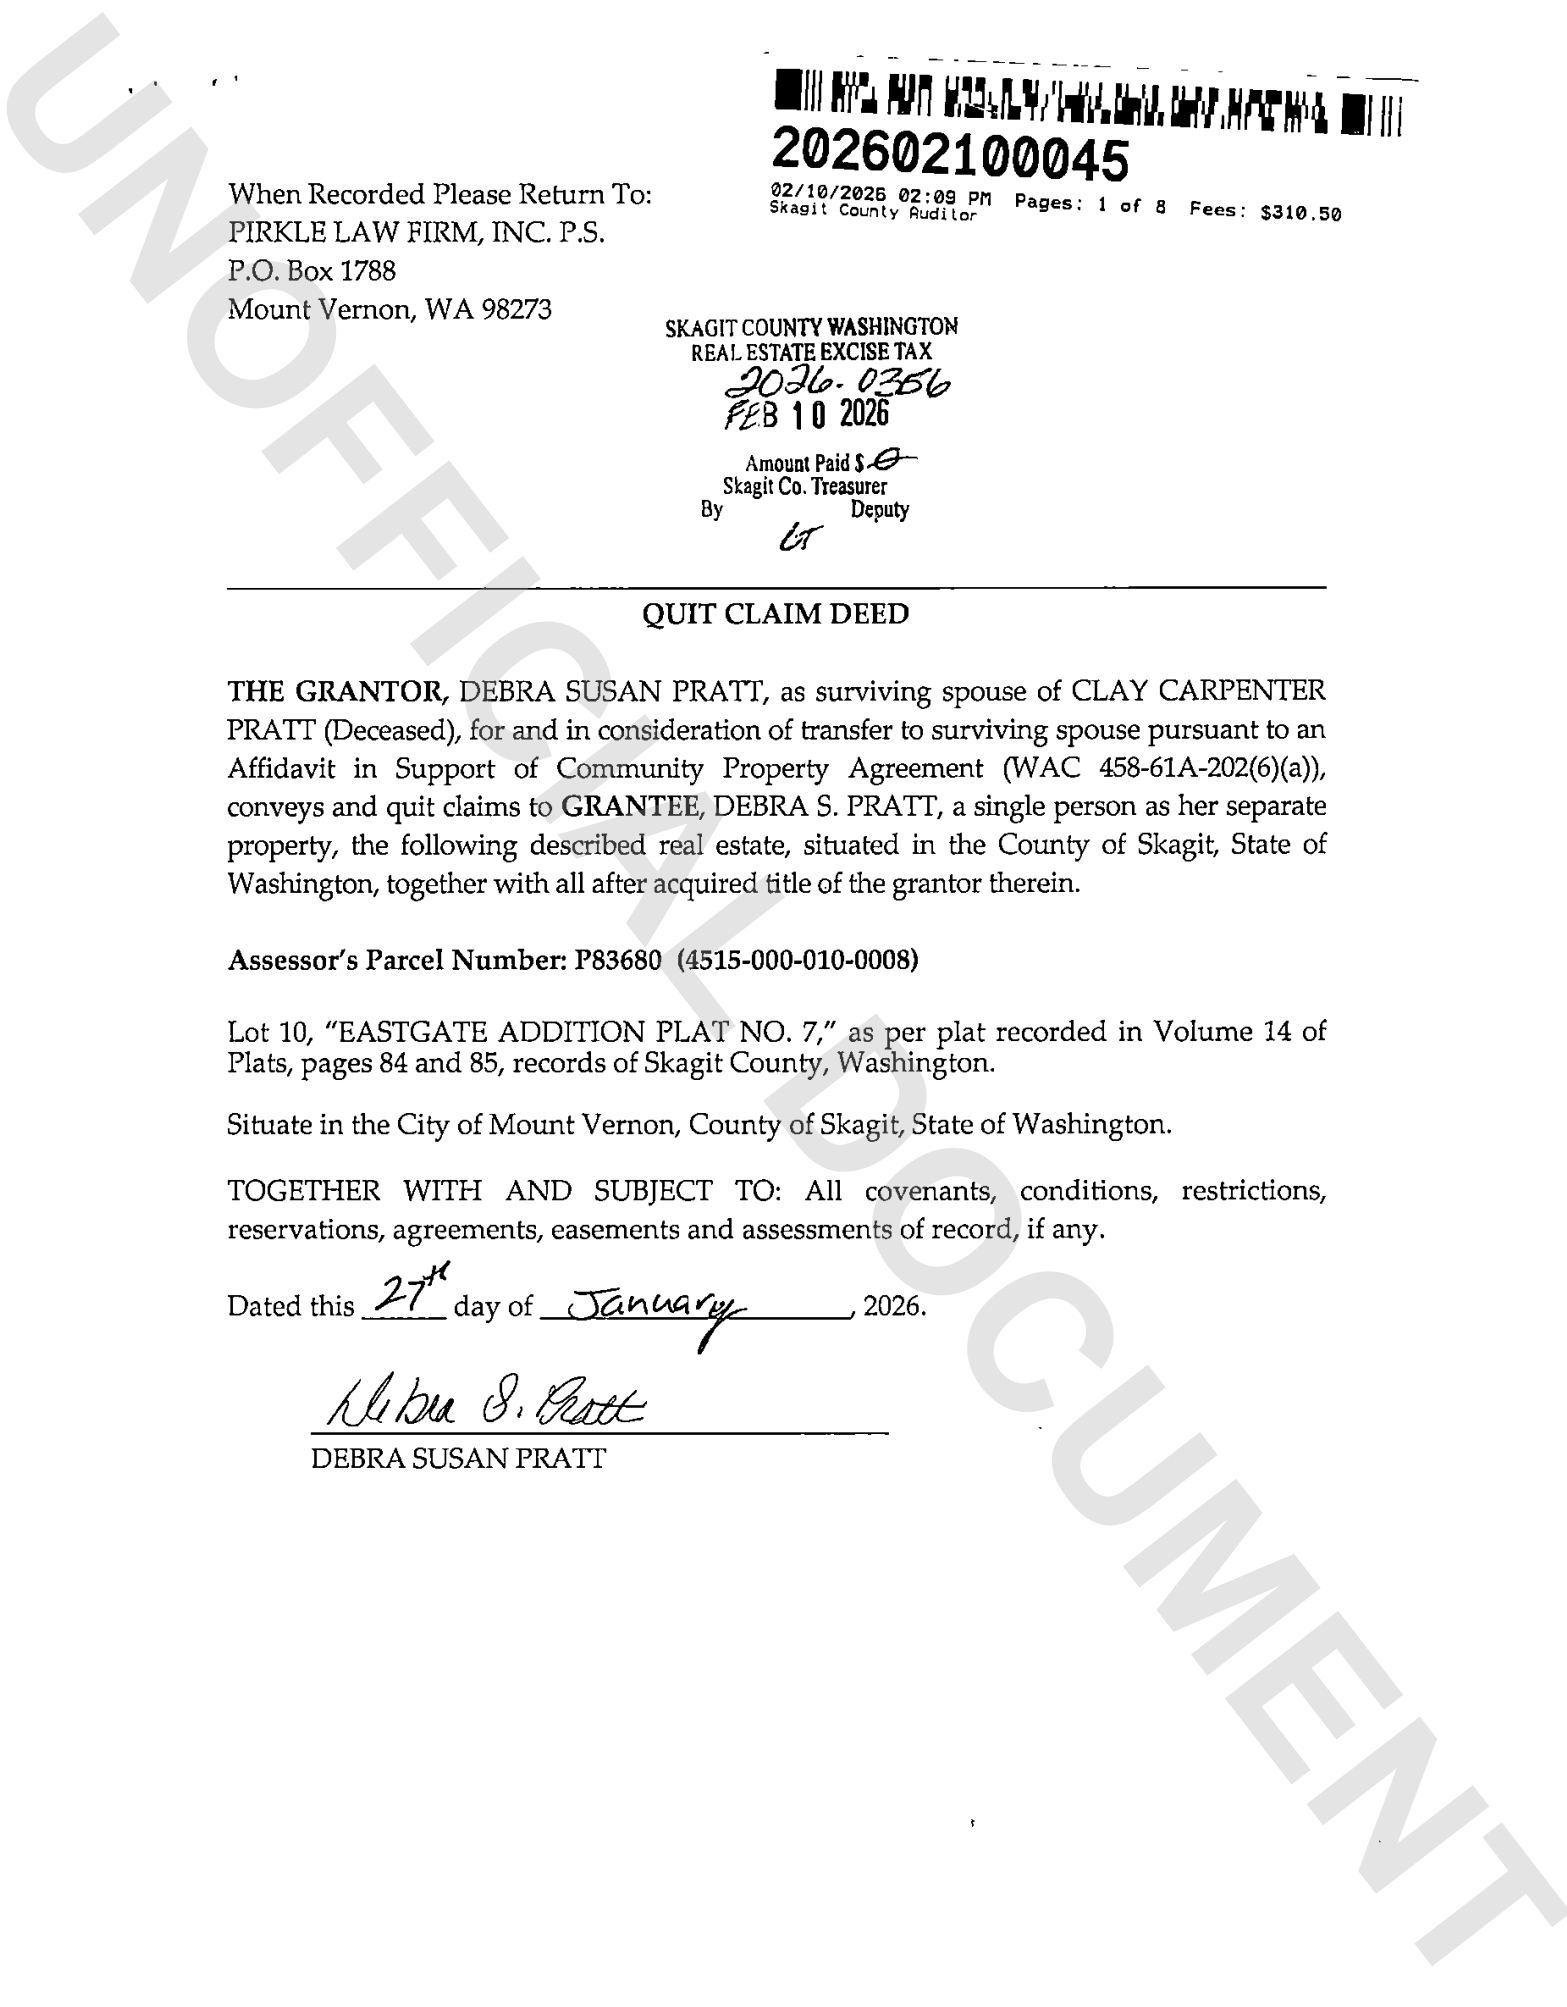 202602100045
02/10/2026 02:09 PM Pages: 1 of 8 Fees: $310.50
Skagit County Auditor
When Recorded Please Return To:
PIRKLE LAW FIRM, INC. P.S.
P.O. Box 1788
Mount Vernon, WA 98273
SKAGIT COUNTY WASHINGTON
REAL ESTATE EXCISE TAX
2026-0356
FEB 10 2026
Amount Paid $ 0
Skagit Co. Treasurer
By Deputy
LT
QUIT CLAIM DEED
THE GRANTOR, DEBRA SUSAN PRATT, as surviving spouse of CLAY CARPENTER
PRATT (Deceased), for and in consideration of transfer to surviving spouse pursuant to an
Affidavit in Support of Community Property Agreement (WAC 458-61A-202(6)(a)),
conveys and quit claims to GRANTEE, DEBRA S. PRATT, a single person as her separate
property, the following described real estate, situated in the County of Skagit, State of
Washington, together with all after acquired title of the grantor therein.
Assessor's Parcel Number: P83680 (4515-000-010-0008)
Lot 10, "EASTGATE ADDITION PLAT NO. 7," as per plat recorded in Volume 14 of
Plats, pages 84 and 85, records of Skagit County, Washington.
Situate in the City of Mount Vernon, County of Skagit, State of Washington.
TOGETHER WITH AND SUBJECT TO: All covenants, conditions, restrictions,
reservations, agreements, easements and assessments of record, if any.
Dated this 27th day of January, 2026.
Debra S. Pratt
DEBRA SUSAN PRATT
UNOFFICIAL DOCUMENT